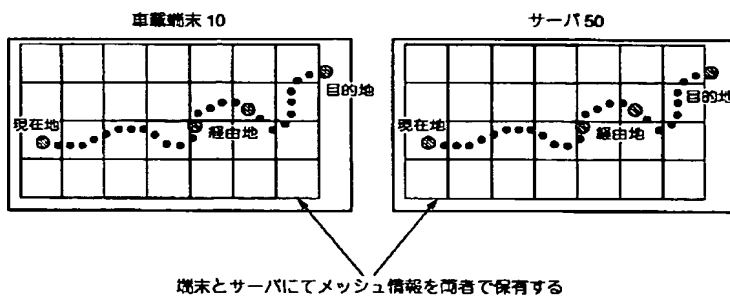 車載端末 10
サーバ 50
目的地
現在地
経由地
目的地
現在地
経由地
端末とサーバにてメッシュ情報を両者で保有する